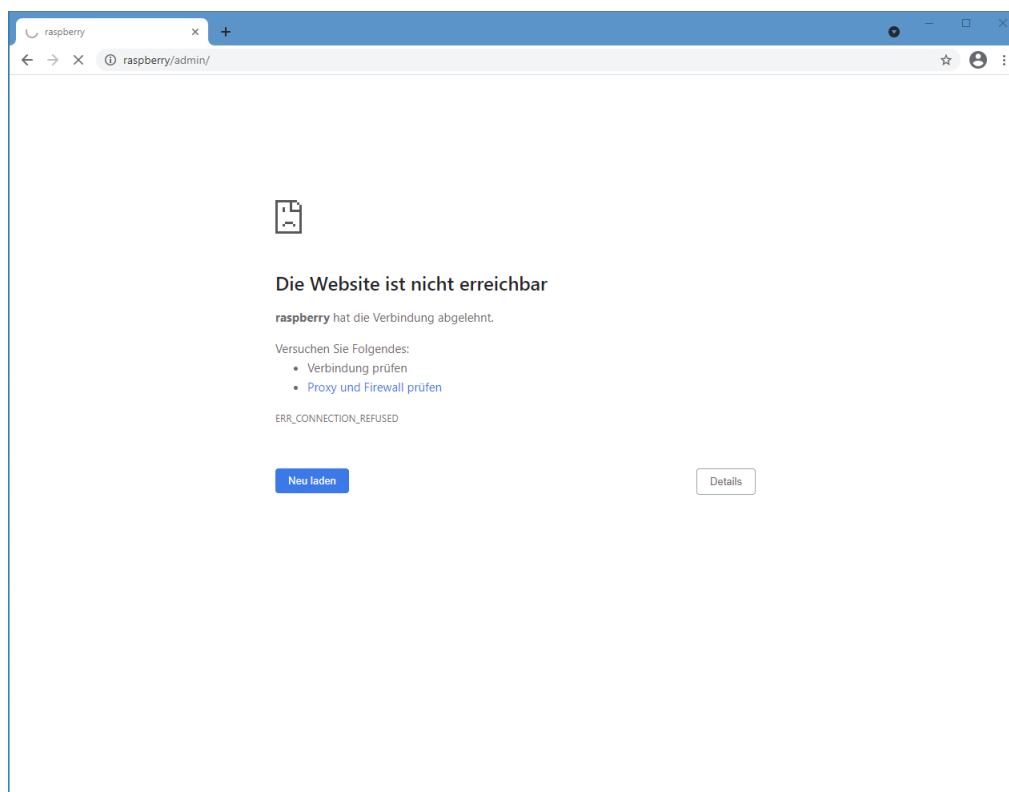 raspberry
raspberry/admin/
Die Website ist nicht erreichbar
raspberry hat die Verbindung abgelehnt.
Versuchen Sie Folgendes:
Verbindung prüfen
Proxy und Firewall prüfen
ERR_CONNECTION_REFUSED
Neu laden
Details